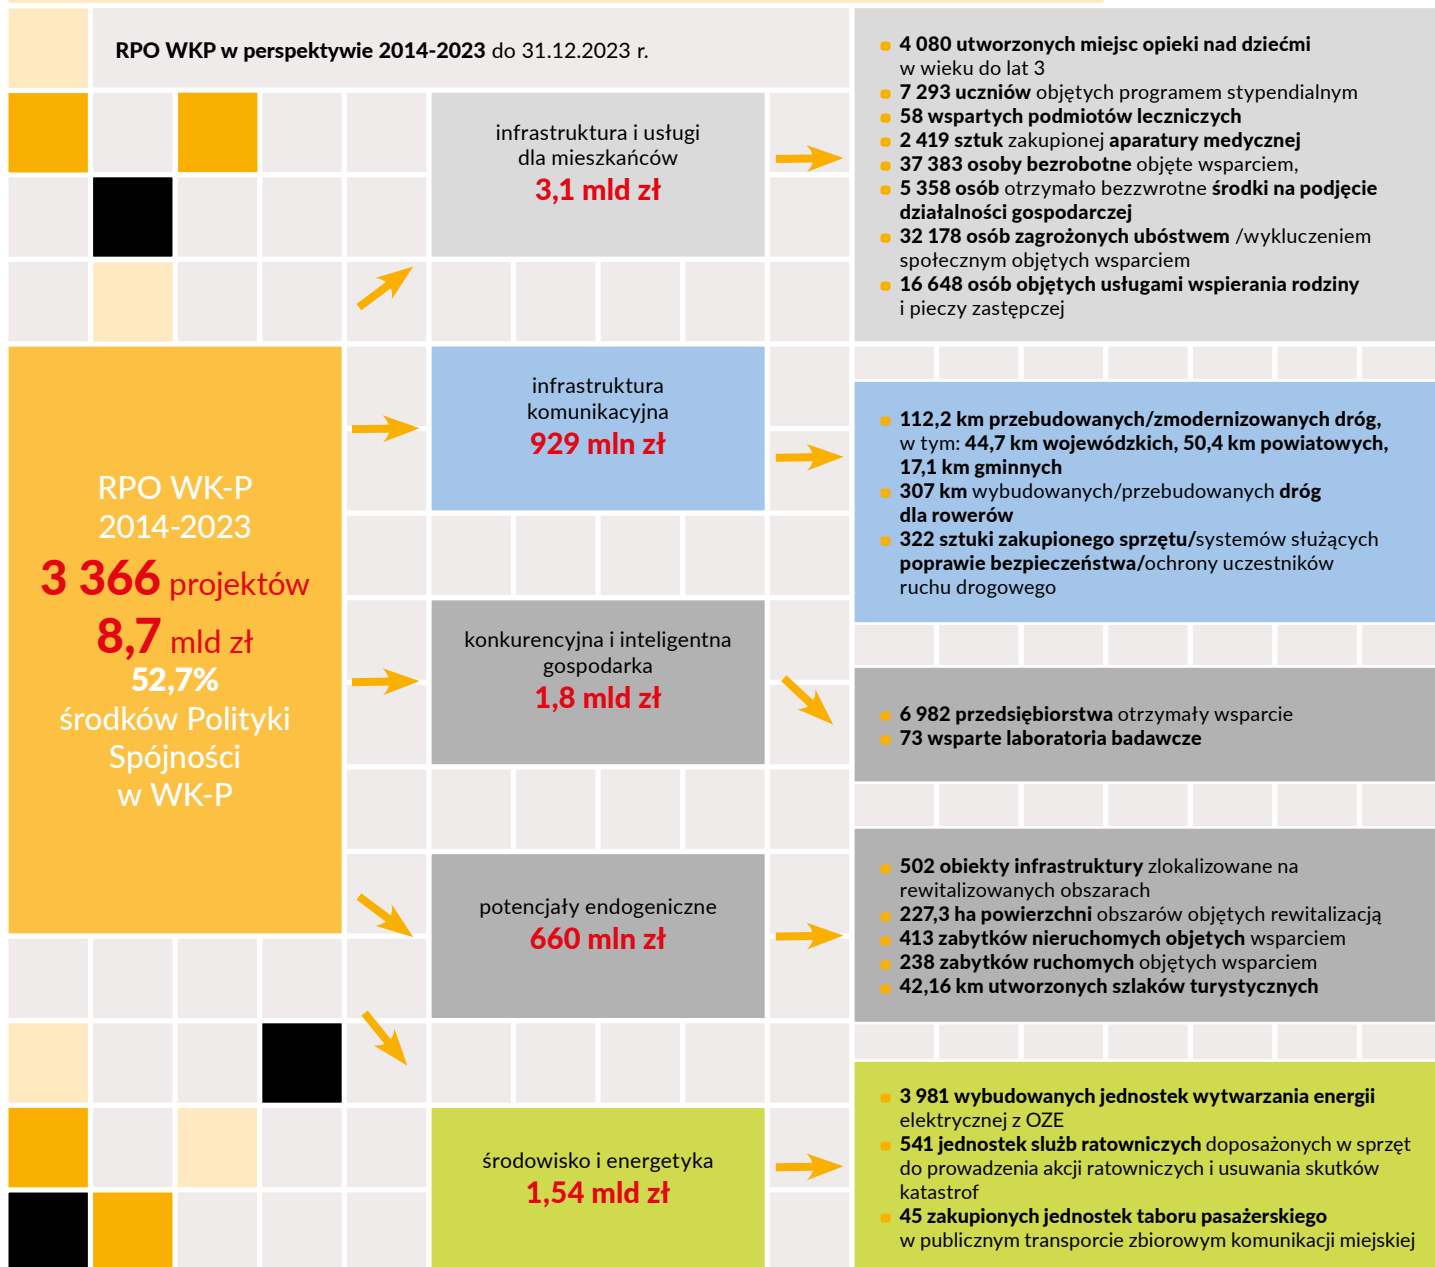 RPO WKP w perspektywie 2014-2023 do 31.12.2023 r.
infrastruktura i usługi
dla mieszkańców
3,1 mld zł
4 080 utworzonych miejsc opieki nad dziećmi
w wieku do lat 3
7 293 uczniów objętych programem stypendialnym
58 wspartych podmiotów leczniczych
2 419 sztuk zakupionej aparatury medycznej
37 383 osoby bezrobotne objęte wsparciem,
5 358 osób otrzymało bezzwrotne środki na podjęcie
działalności gospodarczej
32 178 osób zagrożonych ubóstwem /wykluczeniem
społecznym objętych wsparciem
16 648 osób objętych usługami wspierania rodziny
i pieczy zastępczej
RPO WK-P
2014-2023
3 366 projektów
8,7 mld zł
52,7%
środków Polityki
Spójności
w WK-P
infrastruktura
komunikacyjna
929 mln zł
112,2 km przebudowanych/zmodernizowanych dróg,
w tym: 44,7 km wojewódzkich, 50,4 km powiatowych,
17,1 km gminnych
307 km wybudowanych/przebudowanych dróg
dla rowerów
322 sztuki zakupionego sprzętu/systemów służących
poprawie bezpieczeństwa/ochrony uczestników
ruchu drogowego
konkurencyjna i inteligentna
gospodarka
1,8 mld zł
6 982 przedsiębiorstwa otrzymały wsparcie
73 wsparte laboratoria badawcze
potencjały endogeniczne
660 mln zł
502 obiekty infrastruktury zlokalizowane na
rewitalizowanych obszarach
227,3 ha powierzchni obszarów objętych rewitalizacją
413 zabytków nieruchomych objetych wsparciem
238 zabytków ruchomych objętych wsparciem
42,16 km utworzonych szlaków turystycznych
środowisko i energetyka
1,54 mld zł
3 981 wybudowanych jednostek wytwarzania energii
elektrycznej z OZE
541 jednostek slużb ratowniczych doposażonych w sprzęt
do prowadzenia akcji ratowniczych i usuwania skutków
katastrof
45 zakupionych jednostek taboru pasażerskiego
w publicznym transporcie zbiorowym komunikacji miejskiej